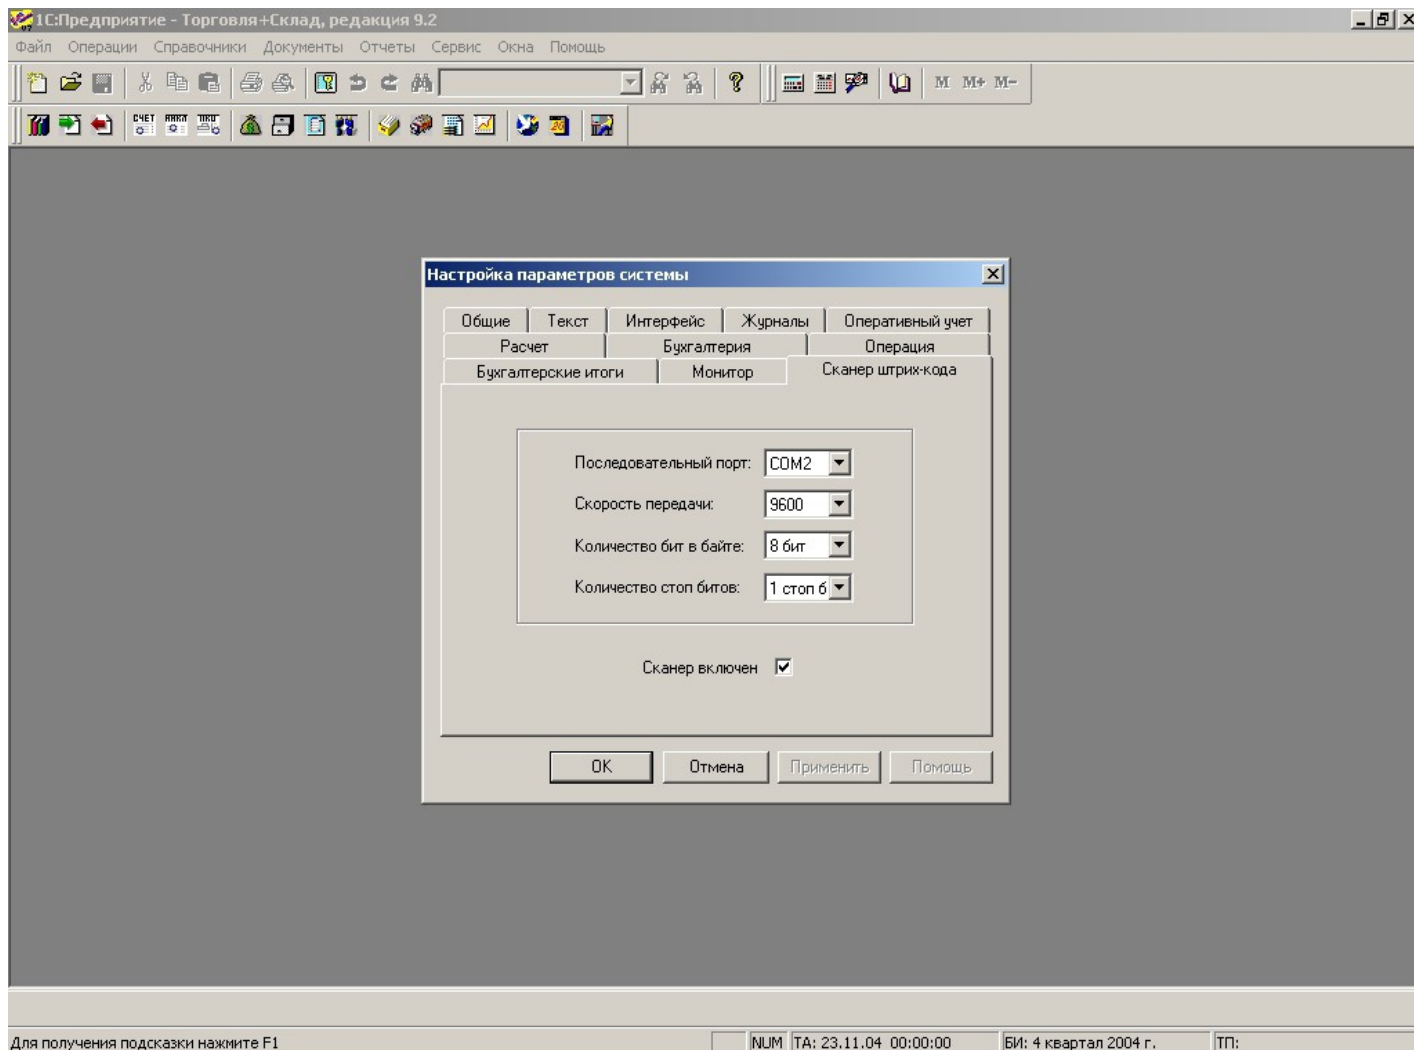 1С:Предприятие - Торговля+Склад, редакция 9.2
Файл Операции Справочники Документы Отчеты Сервис Окна Помощь
M M+ M-
СЧЕТ
Настройка параметров системы
Общие Текст Интерфейс Журналы Оперативный учет
Расчет Бухгалтерия Операция
Бухгалтерские итоги Монитор Сканер штрих-кода
Последовательный порт: COM2
Скорость передачи: 9600
Количество бит в байте: 8 бит
Количество стоп битов: 1 стоп б
Сканер включен
OK Отмена Применить Помощь
Для получения подсказки нажмите F1 NUM ТА: 23.11.04 00:00:00 БИ: 4 квартал 2004 г. ТП: